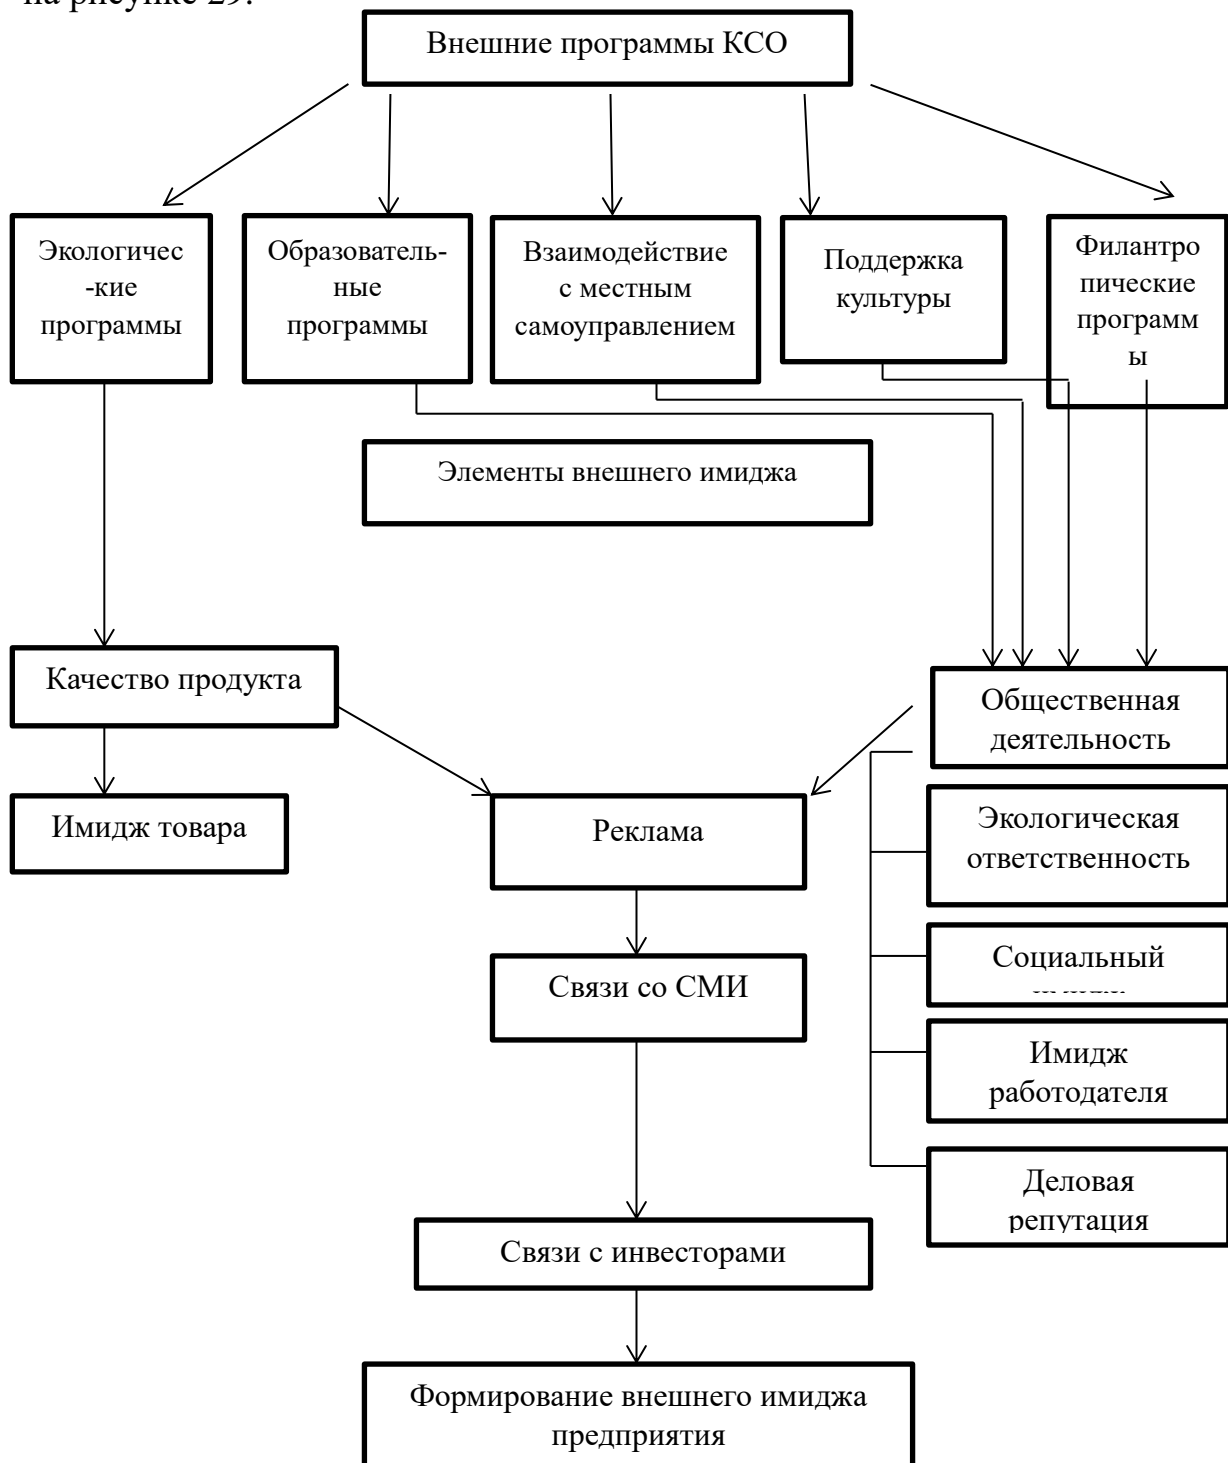 на рисунке 29.
Внешние программы КСО
Экологичес
-кие
программы
Образователь-
ные
программы
Взаимодействие
с местным
самоуправлением
Поддержка
культуры
Филантро
пические
программ
ы
Элементы внешнего имиджа
Качество продукта
Общественная
деятельность
Имидж товара
Реклама
Экологическая
ответственность
Связи со СМИ
Социальный
Имидж
работодателя
Деловая
репутация
Связи с инвесторами
Формирование внешнего имиджа
предприятия